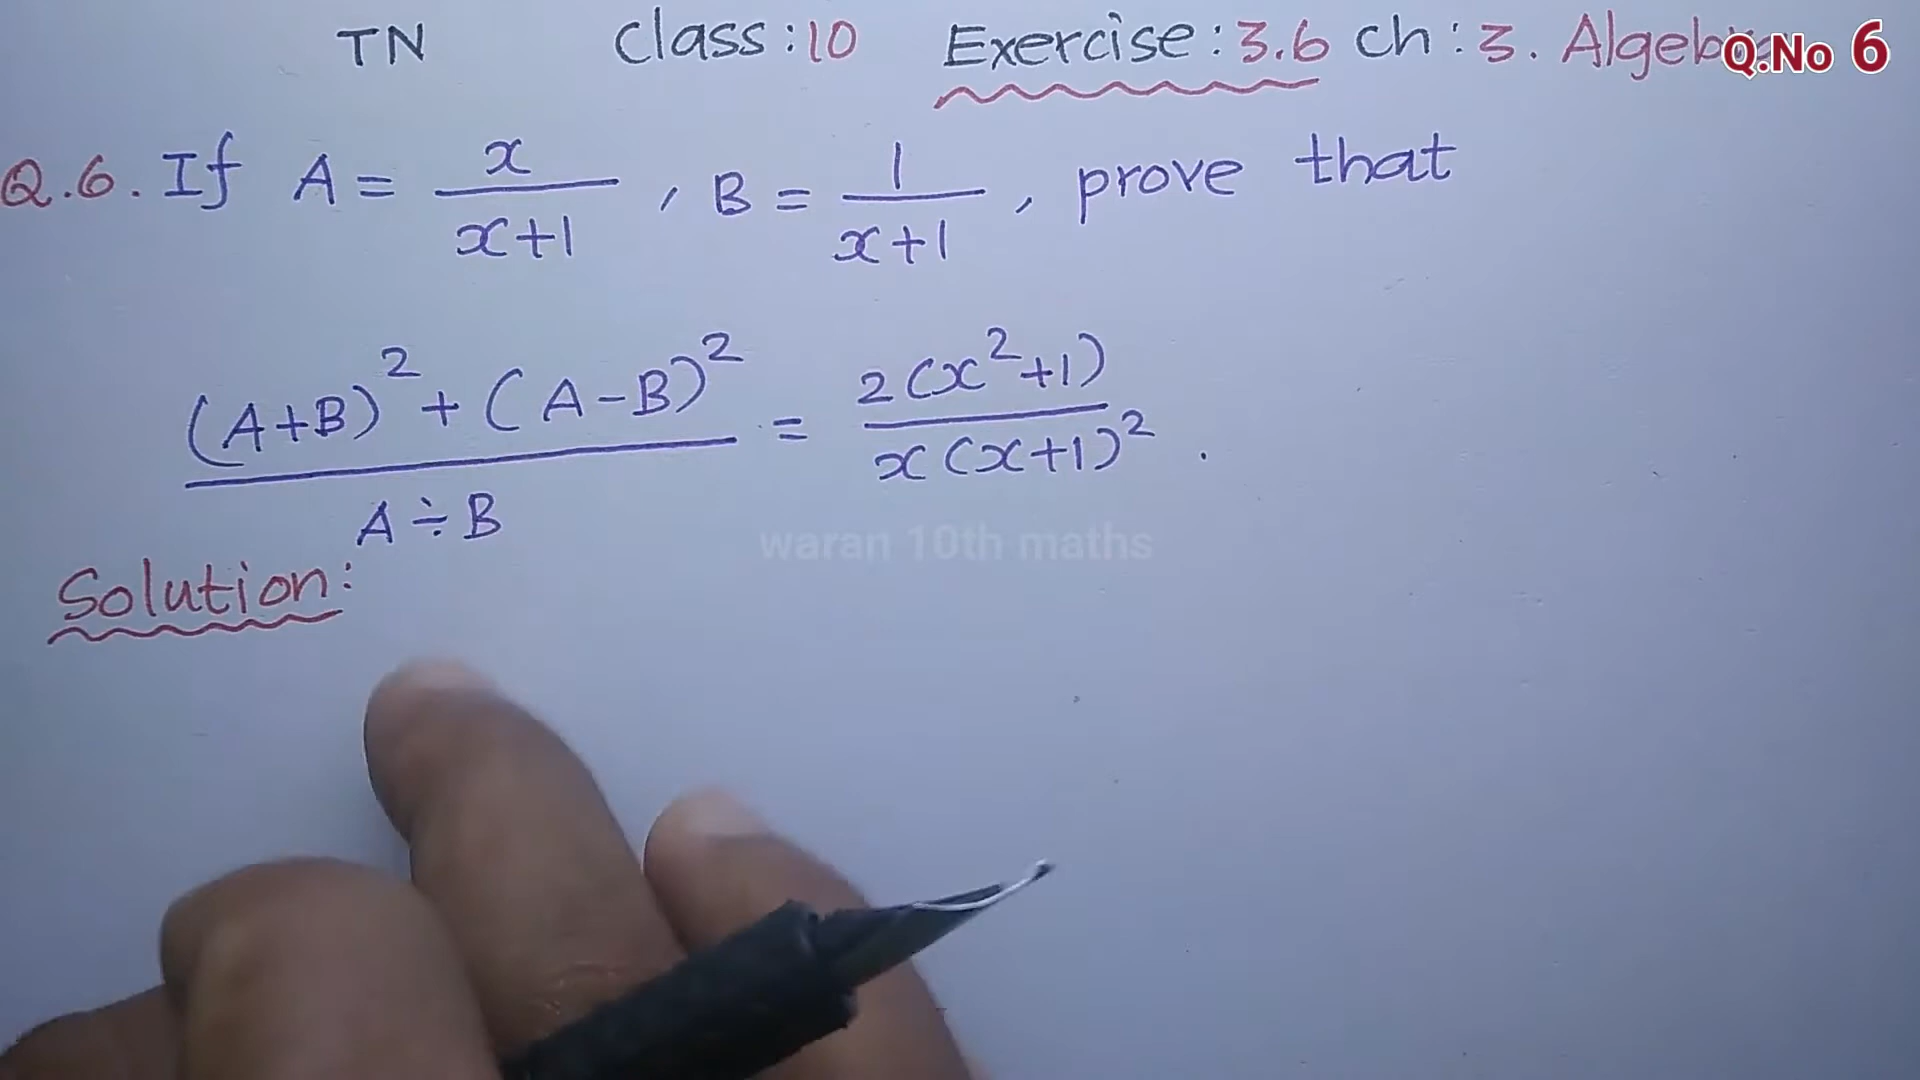 TN Class:10 Exercise:3.6 Ch:3. Q.No 6
Q.6. If A = x/(x+1), B = 1/(x+1), prove that
((A+B)² + (A-B)²)/(A÷B) = 2(x²+1)/(x(x+1)²).
waran 10th maths
Solution: